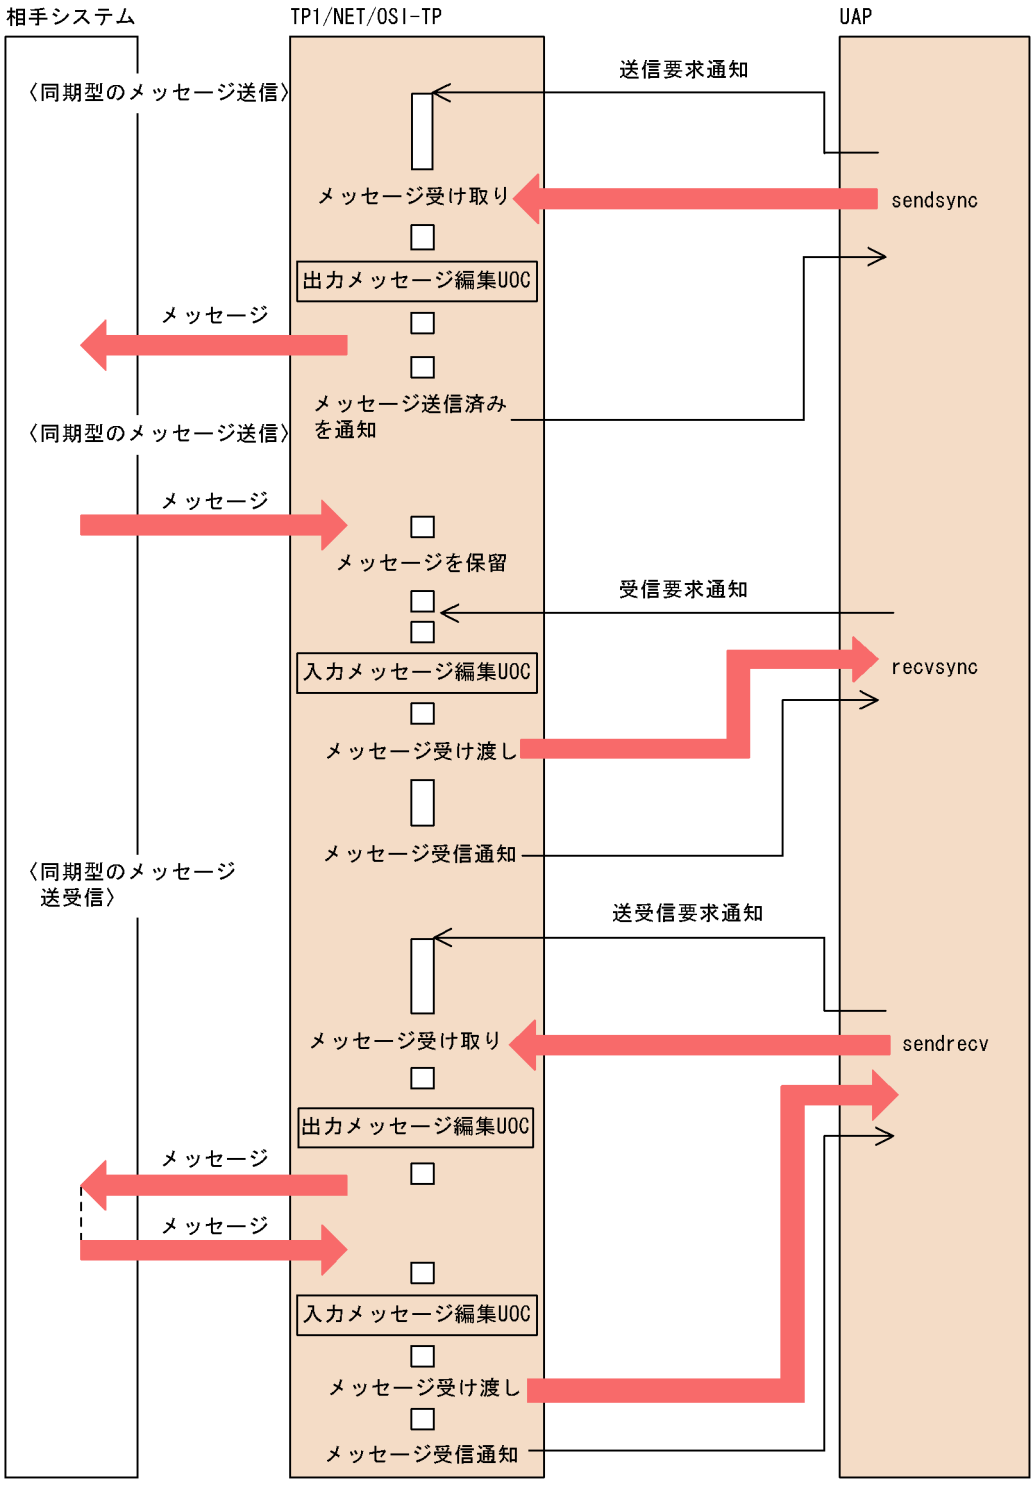 相手システム
TP1/NET/OSI-TP
UAP
〈同期型のメッセージ送信〉
送信要求通知
メッセージ受け取り
sendsync
出力メッセージ編集UOC
メッセージ
メッセージ送信済み
を通知
〈同期型のメッセージ送信〉
メッセージ
メッセージを保留
受信要求通知
入力メッセージ編集UOC
recvsync
メッセージ受け渡し
メッセージ受信通知
〈同期型のメッセージ
送受信〉
送受信要求通知
メッセージ受け取り
sendrecv
出力メッセージ編集UOC
メッセージ
メッセージ
入力メッセージ編集UOC
メッセージ受け渡し
メッセージ受信通知